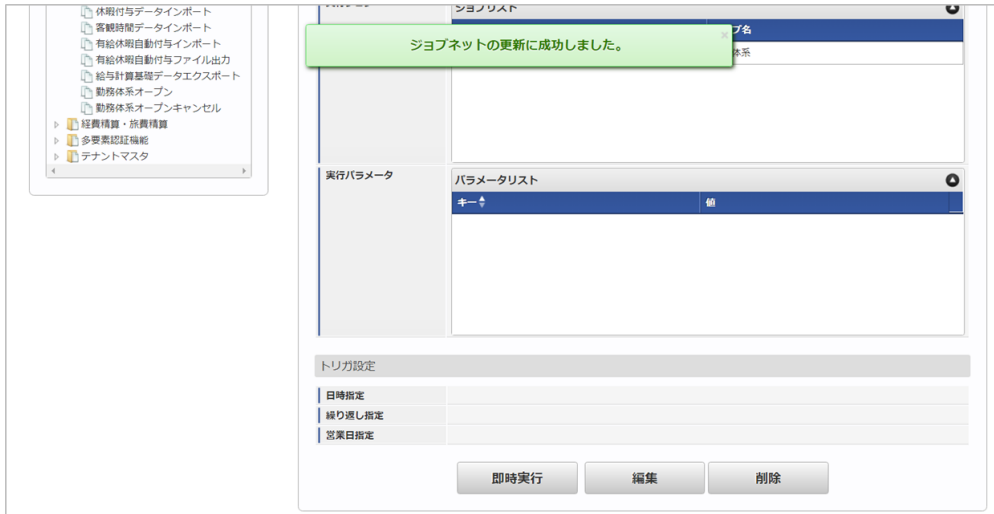 休暇付与データインポート
客観時間データインポート
有給休暇自動付与インポート
有給休暇自動付与ファイル出力
給与計算基礎データエクスポート
勤務体系オープン
勤務体系オープンキャンセル
経費精算・旅費精算
多要素認証機能
テナントマスタ
ジョブリスト
ブ名
体系
ジョブネットの更新に成功しました。
×
実行パラメータ
パラメータリスト
キー
値
トリガ設定
日時指定
繰り返し指定
営業日指定
即時実行
編集
削除